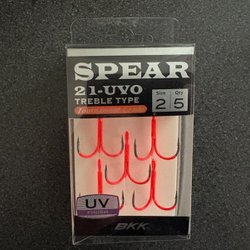 SPEAR
21-UVO
TREBLE TYPE
Size Qty
2 5
UV
BKK